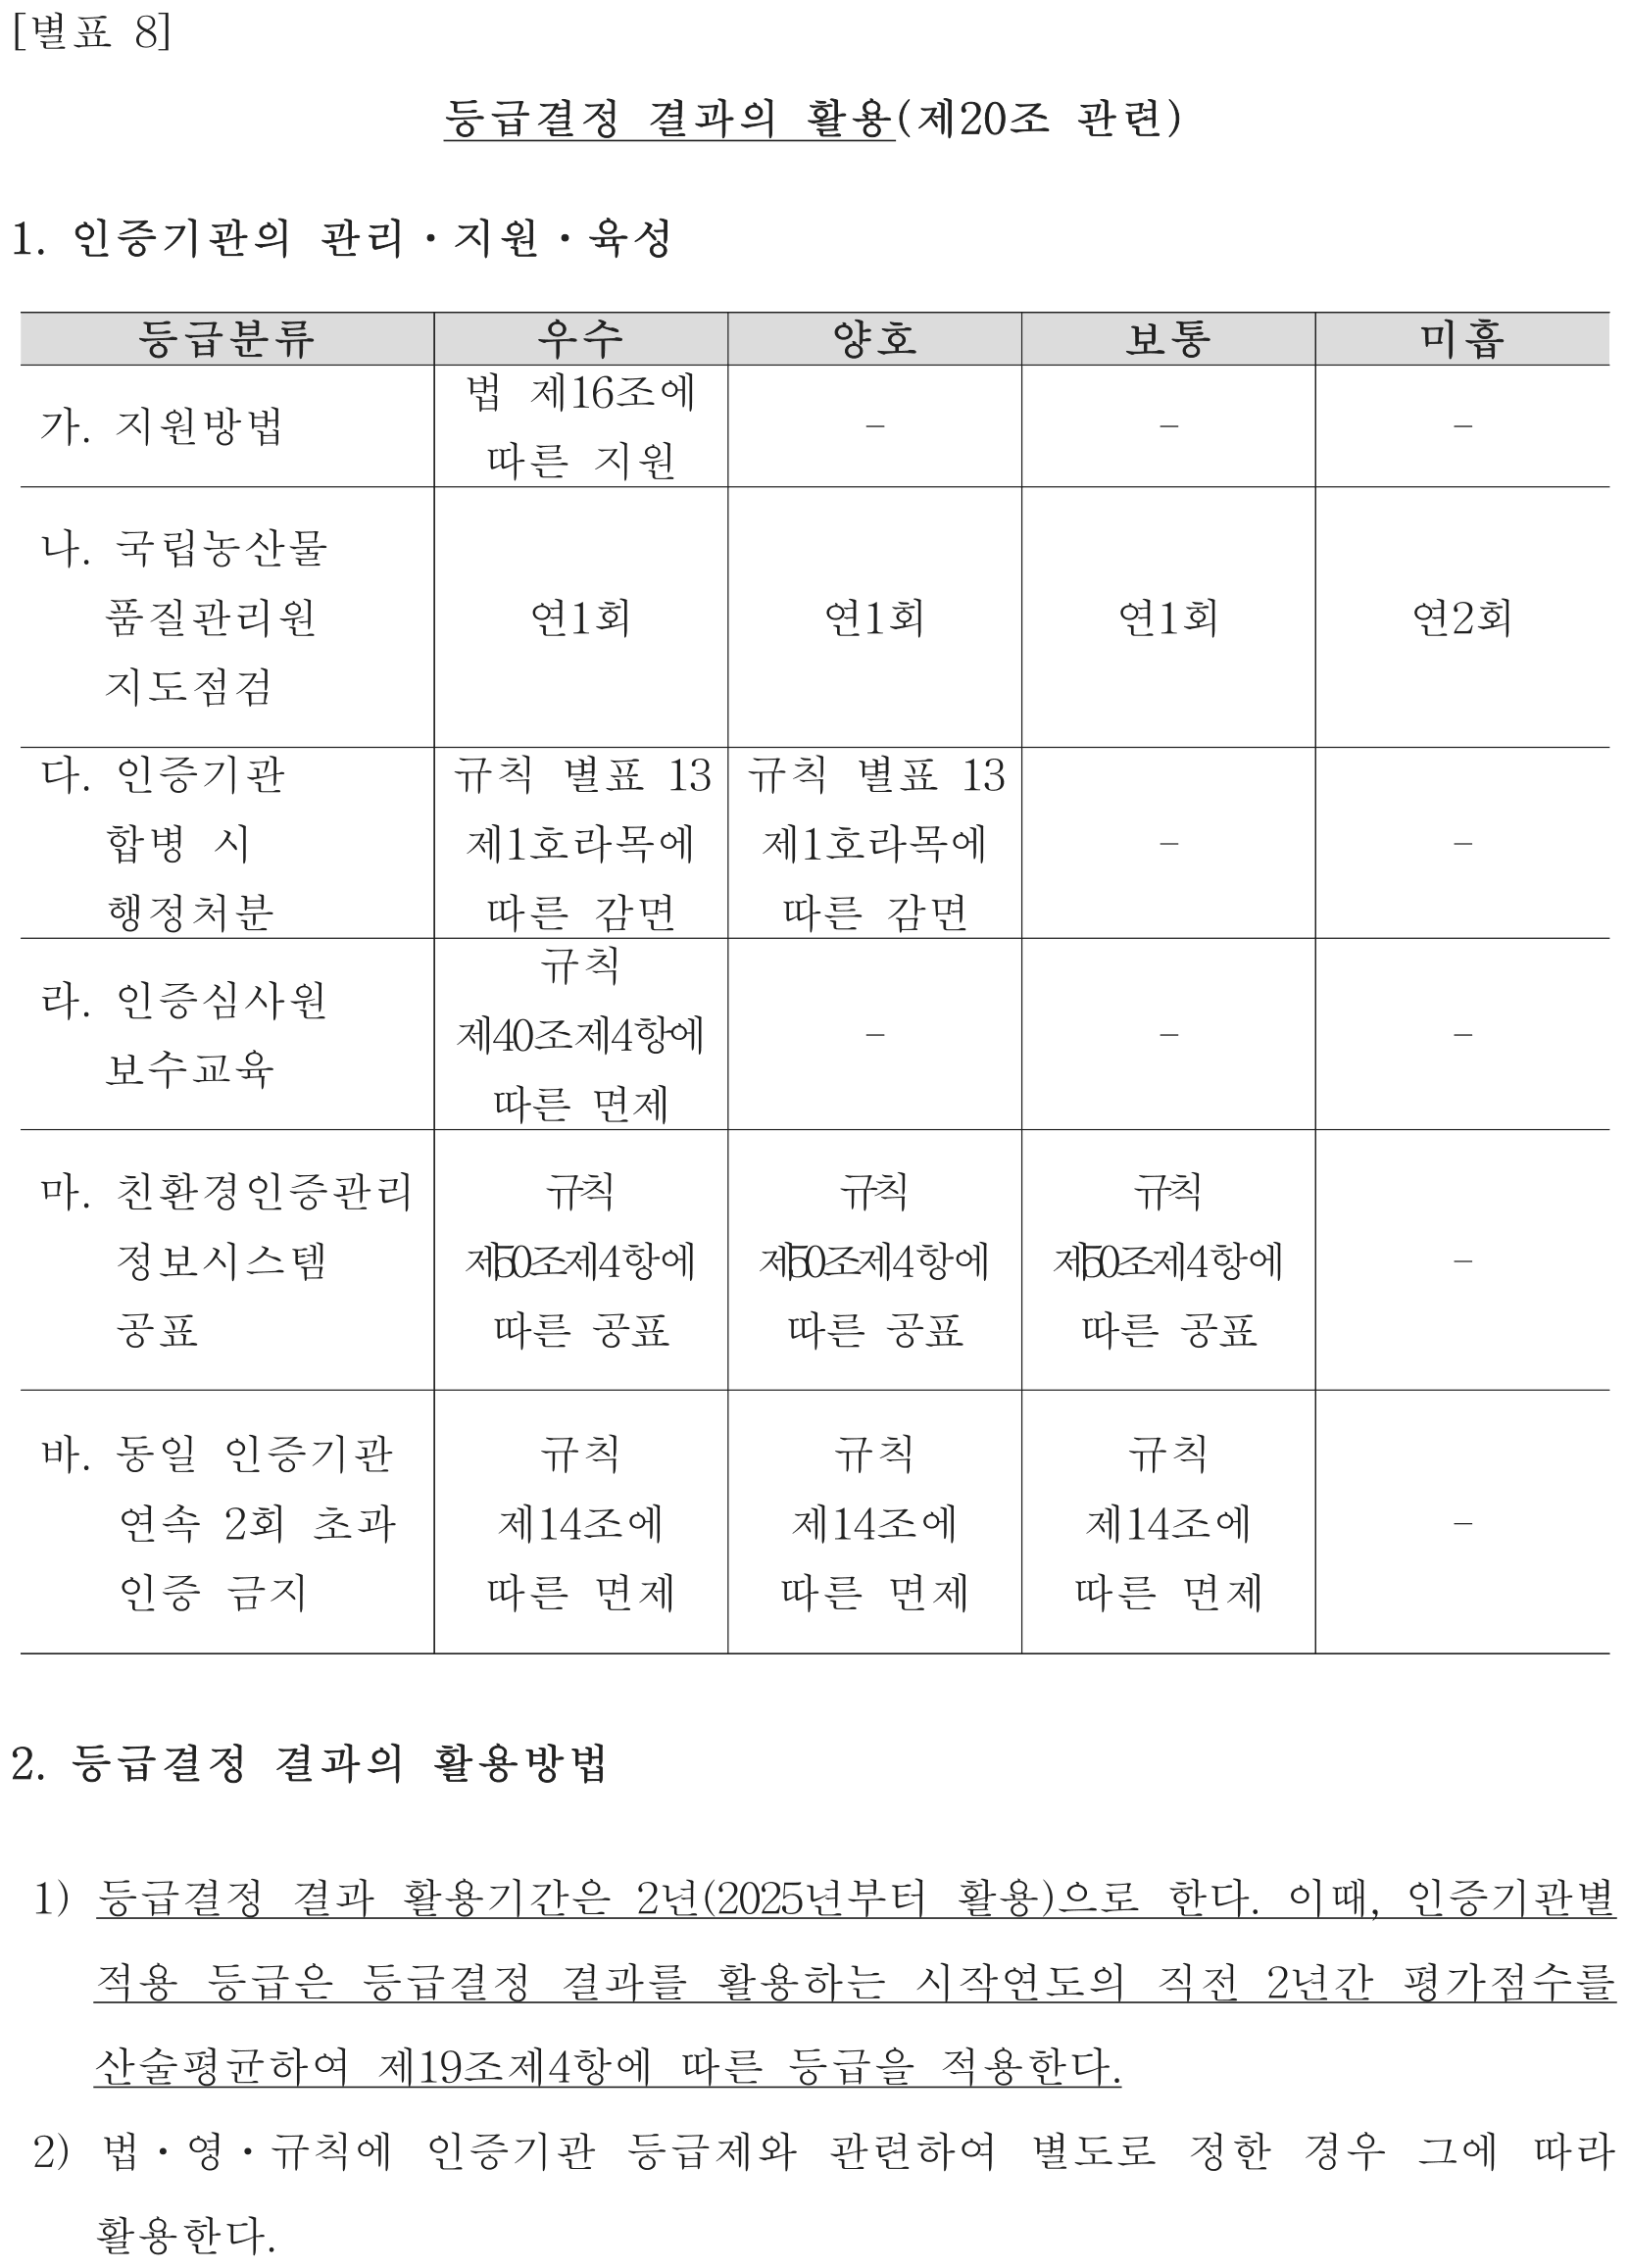 [별표 8]
등급결정 결과의 활용(제20조 관련)
1. 인증기관의 관리・지원・육성
등급분류 우수 양호 보통 미흡
가. 지원방법
법 제16조에
따른 지원
– – –
나. 국립농산물
품질관리원
지도점검
연1회 연1회 연1회 연2회
다. 인증기관
합병 시
행정처분
규칙 별표 13
제1호라목에
따른 감면
규칙 별표 13
제1호라목에
따른 감면
– –
라. 인증심사원
보수교육
규칙
제40조제4항에
따른 면제
– – –
마. 친환경인증관리
정보시스템
공표
규칙
제50조제4항에
따른 공표
규칙
제50조제4항에
따른 공표
규칙
제50조제4항에
따른 공표
–
바. 동일 인증기관
연속 2회 초과
인증 금지
규칙
제14조에
따른 면제
규칙
제14조에
따른 면제
규칙
제14조에
따른 면제
–
2. 등급결정 결과의 활용방법
1) 등급결정 결과 활용기간은 2년(2025년부터 활용)으로 한다. 이때, 인증기관별
적용 등급은 등급결정 결과를 활용하는 시작연도의 직전 2년간 평가점수를
산술평균하여 제19조제4항에 따른 등급을 적용한다.
2) 법・영・규칙에 인증기관 등급제와 관련하여 별도로 정한 경우 그에 따라
활용한다.